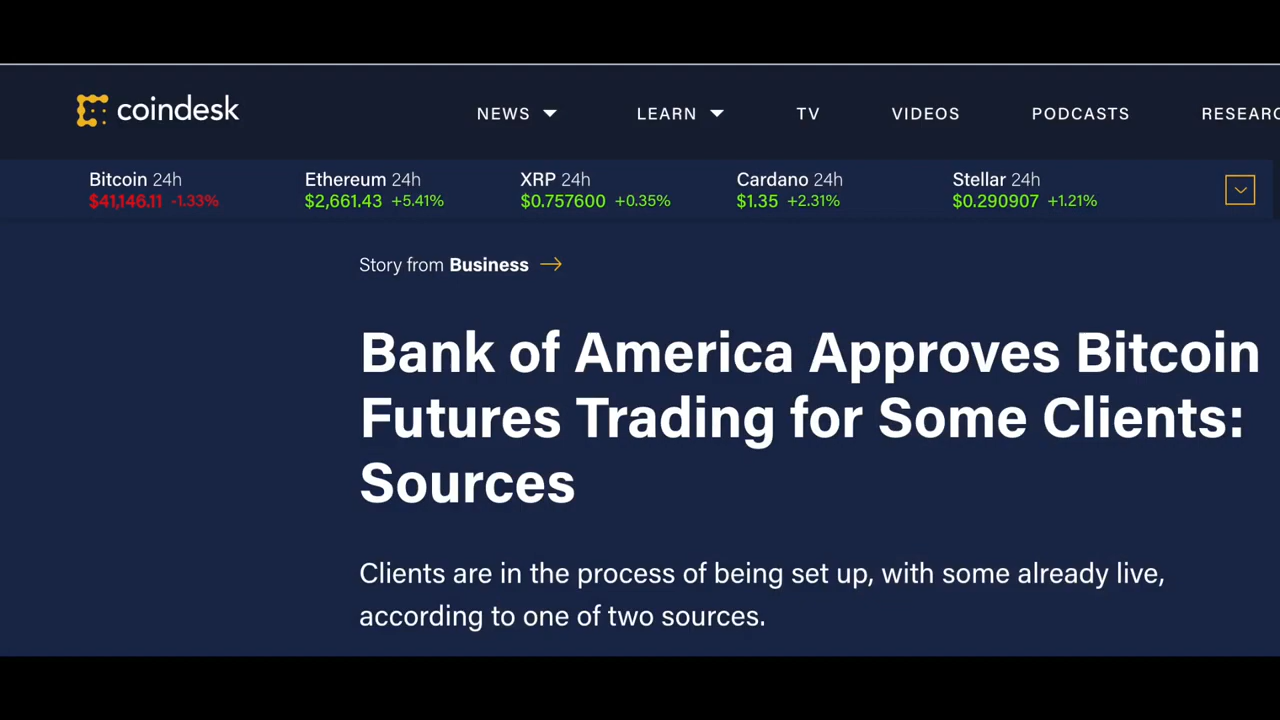 coindesk
NEWS LEARN TV VIDEOS PODCASTS RESEARC
Bitcoin 24h Ethereum 24h XRP 24h Cardano 24h Stellar 24h
$41,146.11 -1.33% $2,661.43 +5.41% $0.757600 +0.35% $1.35 +2.31% $0.290907 +1.21%
Story from Business
Bank of America Approves Bitcoin
Futures Trading for Some Clients:
Sources
Clients are in the process of being set up, with some already live,
according to one of two sources.